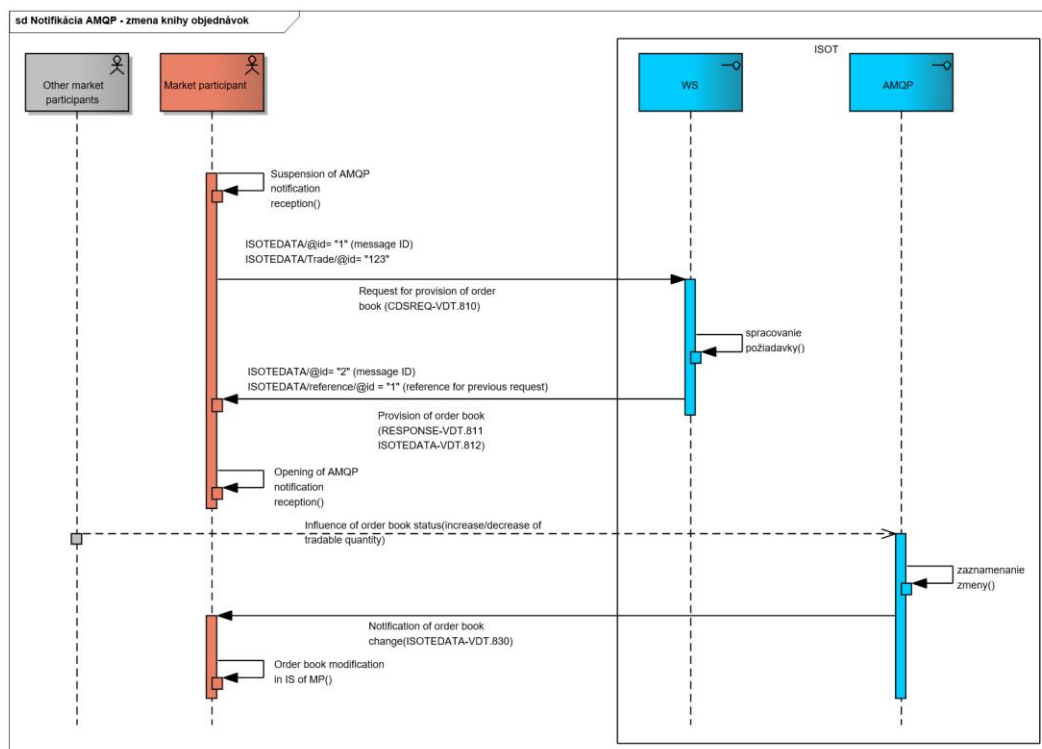 sd Notifikácia AMQP - zmena knihy objednávok
ISOT
Other market
participants
Market participant
WS
AMQP
Suspension of AMQP
notification
reception()
ISOTEDATA/@id= "1" (message ID)
ISOTEDATA/Trade/@id= "123"
Request for provision of order
book (CDSREQ-VDT.810)
spracovanie
požiadavky()
ISOTEDATA/@id= "2" (message ID)
ISOTEDATA/reference/@id = "1" (reference for previous request)
Provision of order book
(RESPONSE-VDT.811
ISOTEDATA-VDT.812)
Opening of AMQP
notification
reception()
Influence of order book status(increase/decrease of
tradable quantity)
zaznamenanie
zmeny()
Notification of order book
change(ISOTEDATA-VDT.830)
Order book modification
in IS of MP()